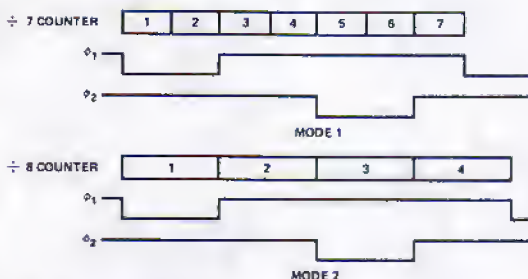 ÷ 7 COUNTER 1 2 3 4 5 6 7
ϕ1
ϕ2
MODE 1
÷ 8 COUNTER 1 2 3 4
ϕ1
ϕ2
MODE 2